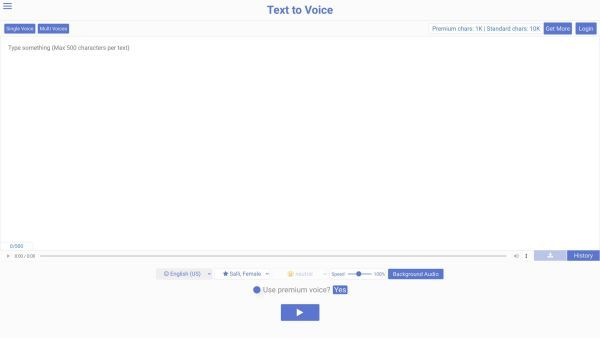 Text to Voice
Single Voice Multi Voices Premium chars: 1K | Standard chars: 10K Get More Login
Type something (Max 500 characters per text)
0/500
0:00 / 0:00 History
English (US) Salli, Female neutral Speed 100% Background Audio
Use premium voice? Yes